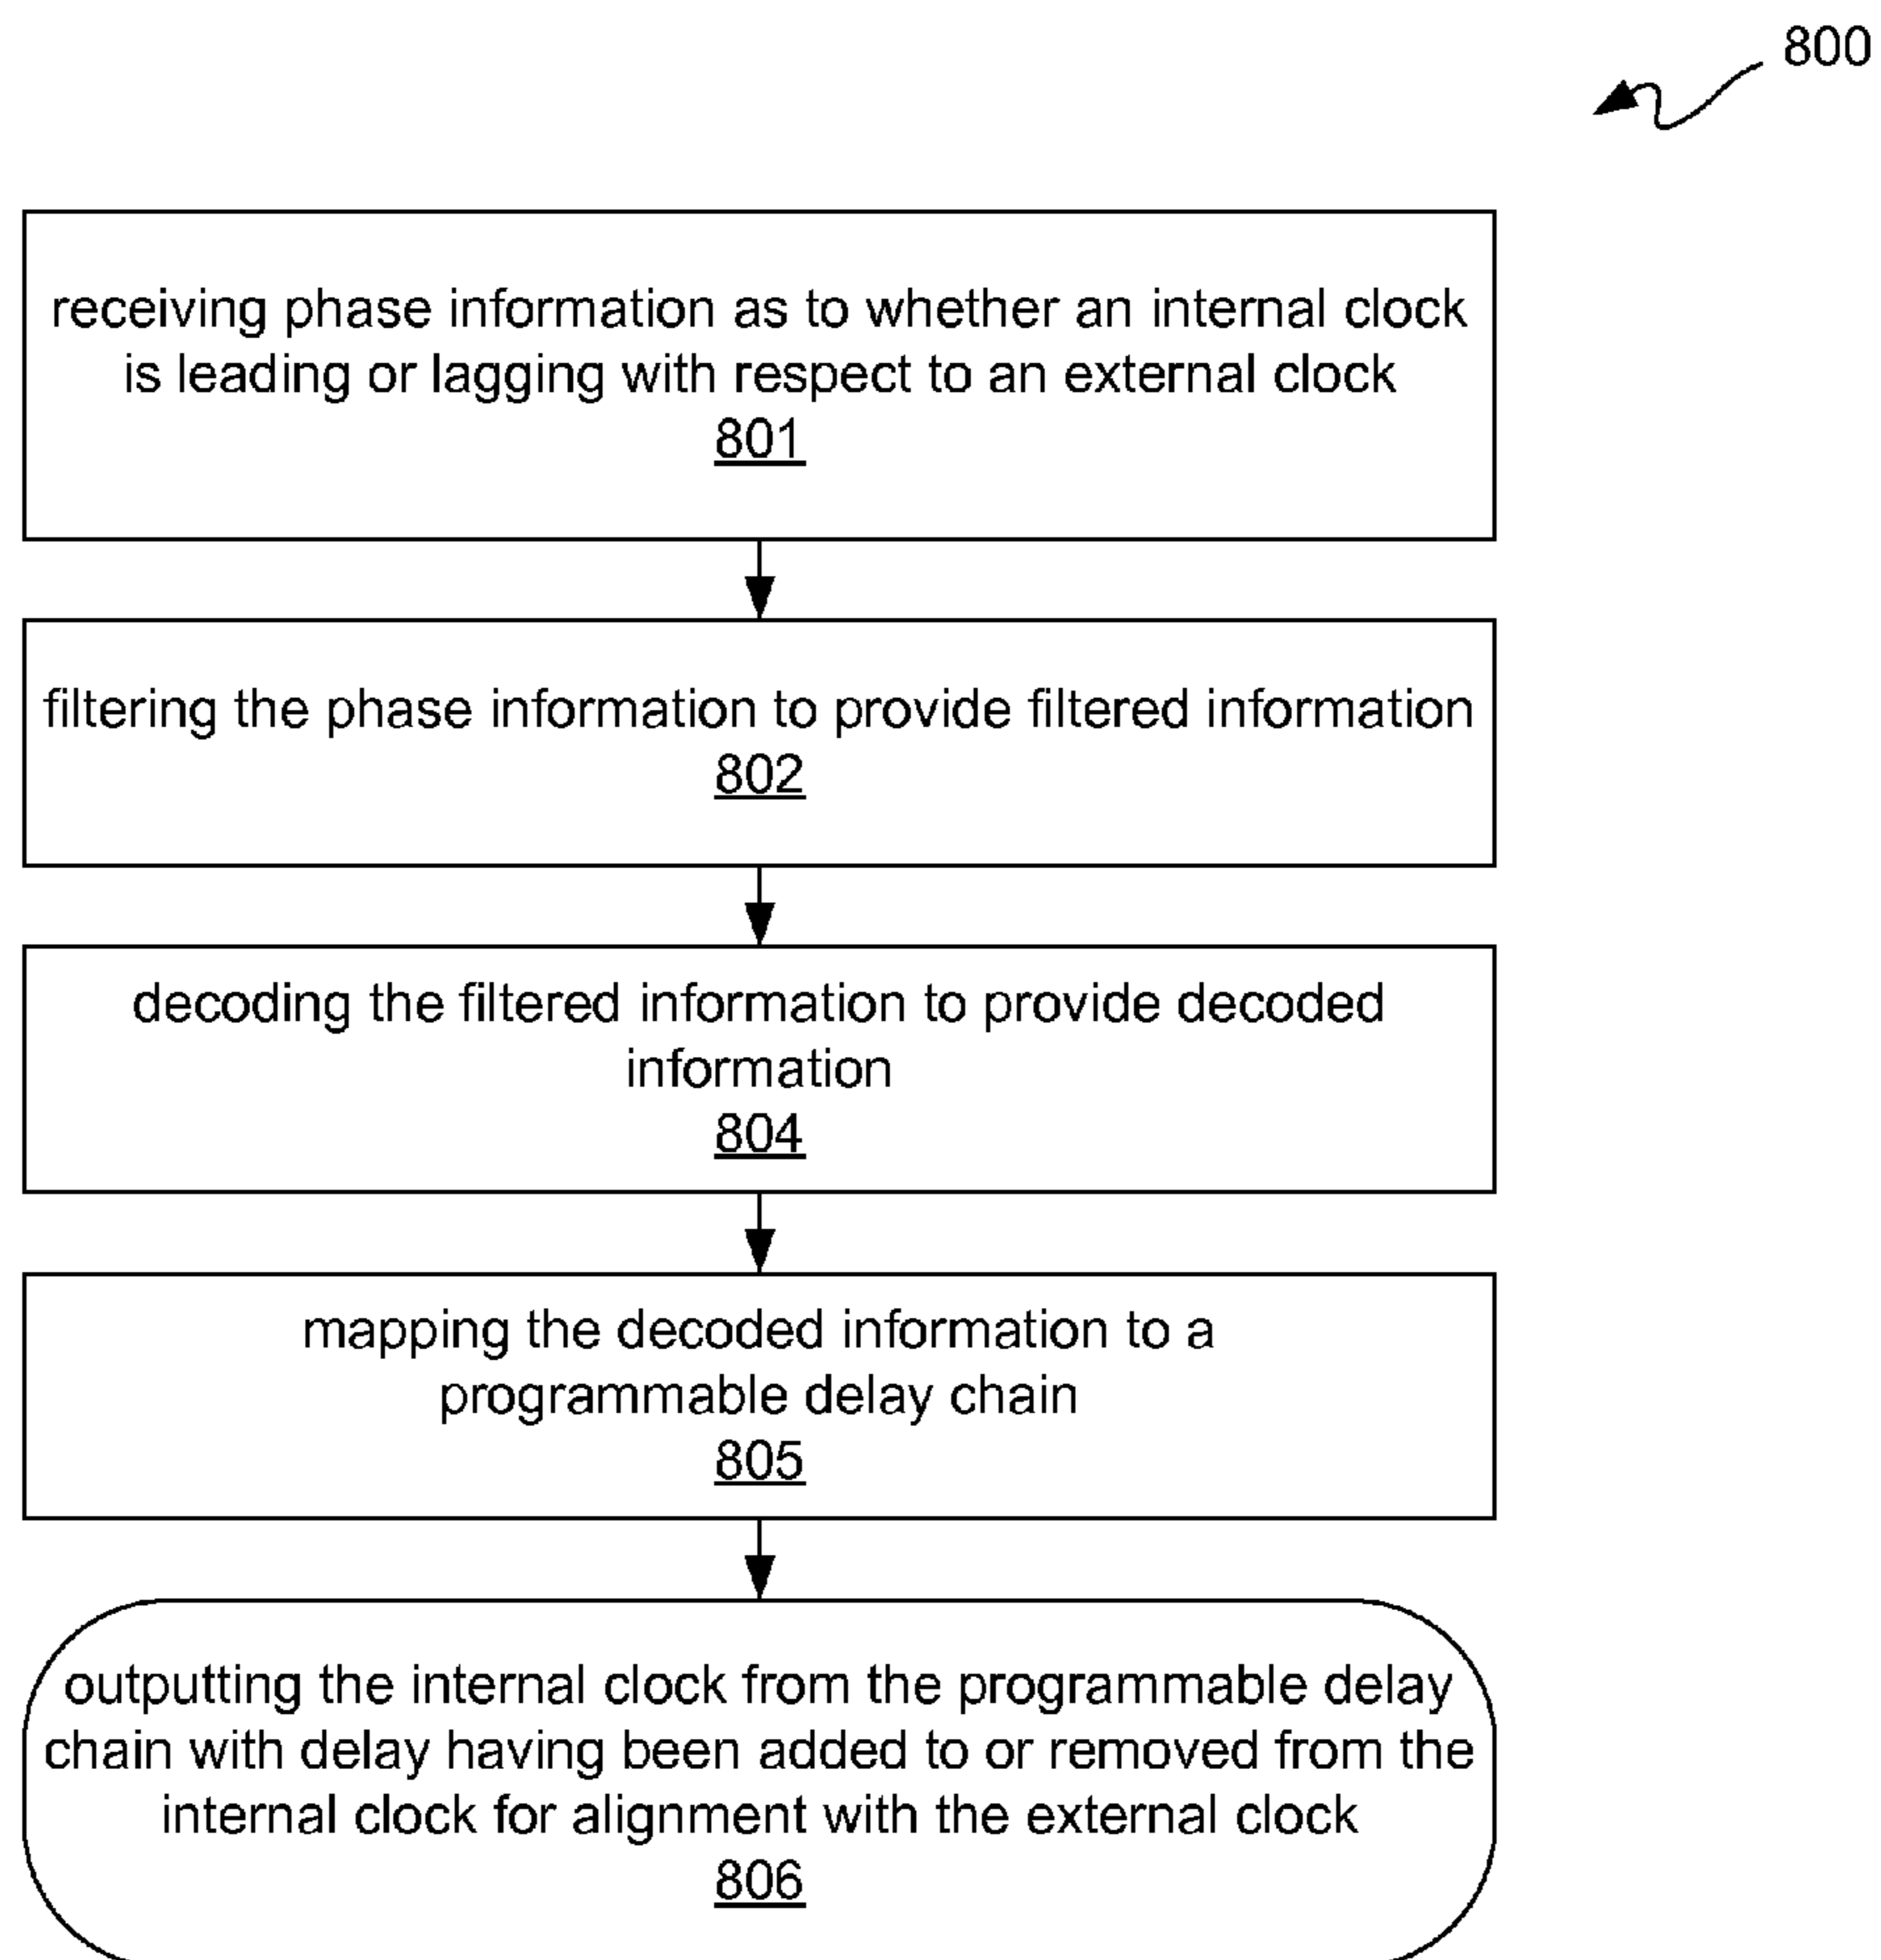 800
receiving phase information as to whether an internal clock
is leading or lagging with respect to an external clock
801
filtering the phase information to provide filtered information
802
decoding the filtered information to provide decoded
information
804
mapping the decoded information to a
programmable delay chain
805
outputting the internal clock from the programmable delay
chain with delay having been added to or removed from the
internal clock for alignment with the external clock
806